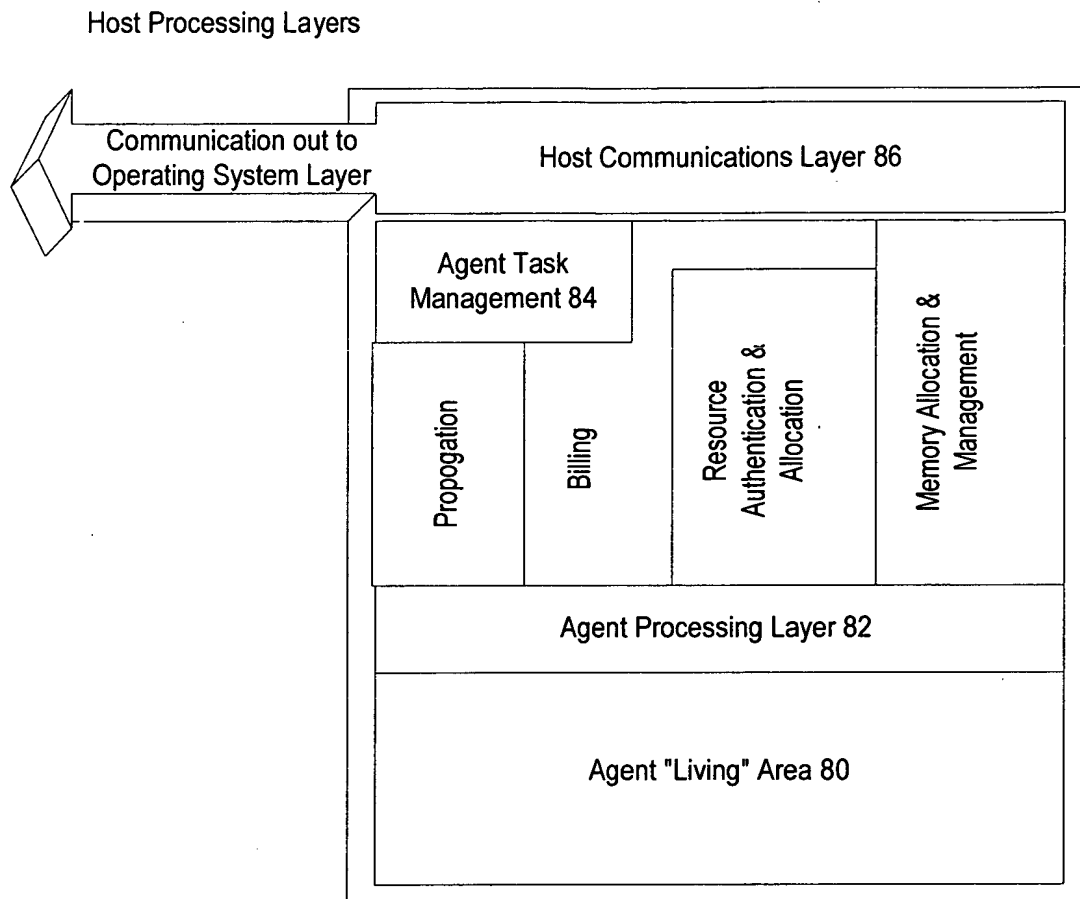 Host Processing Layers
Communication out to
Operating System Layer
Host Communications Layer 86
Agent Task
Management 84
Propogation
Billing
Resource
Authentication &
Allocation
Memory Allocation &
Management
Agent Processing Layer 82
Agent "Living" Area 80